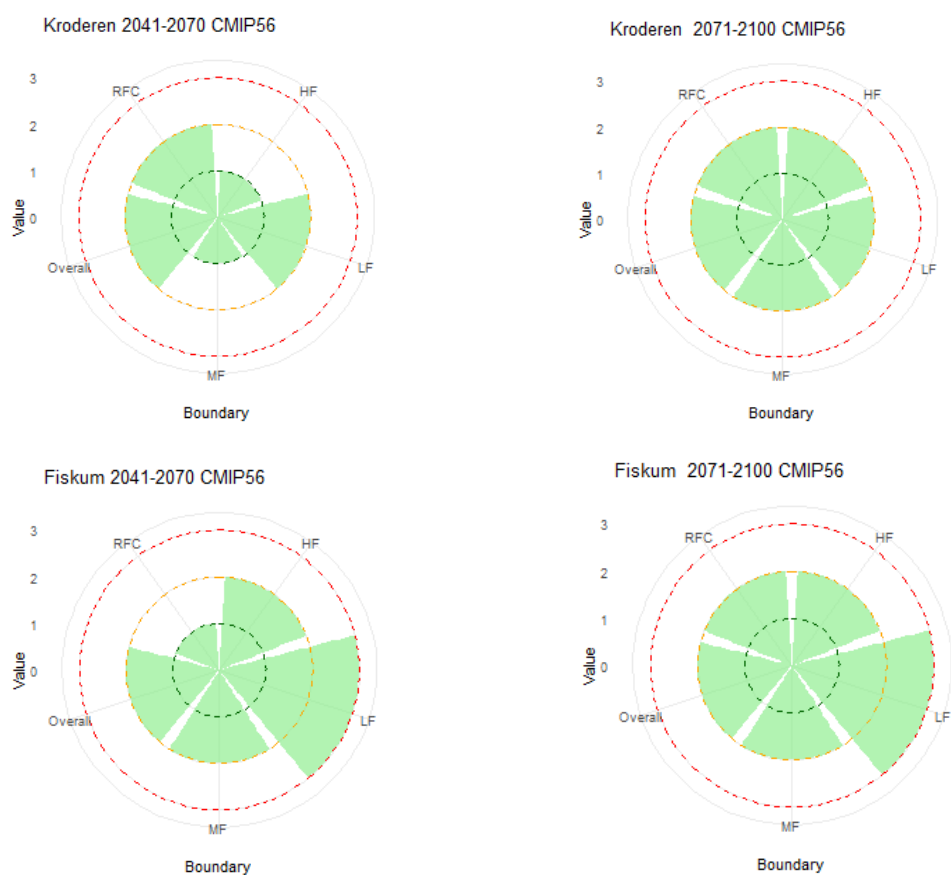 Kroderen 2041-2070 CMIP56
3
2
1
0
Value
RFC
HF
Overall
LF
MF
Boundary
Kroderen  2071-2100 CMIP56
3
2
1
0
Value
RFC
HF
Overall
LF
MF
Boundary
Fiskum 2041-2070 CMIP56
3
2
1
0
Value
RFC
HF
Overall
LF
MF
Boundary
Fiskum  2071-2100 CMIP56
3
2
1
0
Value
RFC
HF
Overall
LF
MF
Boundary